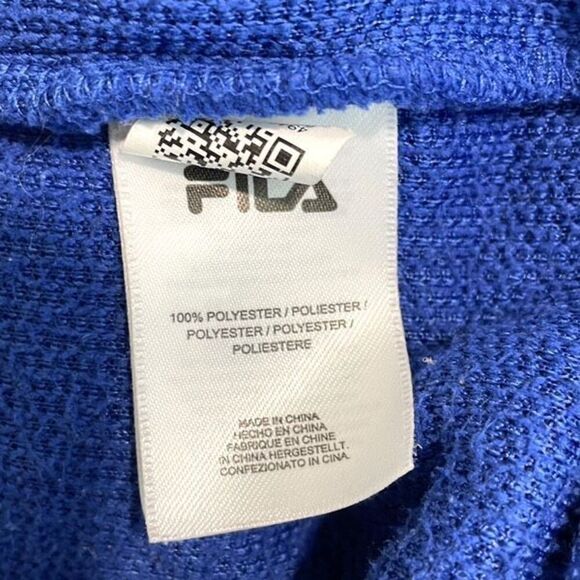 FILA
100% POLYESTER / POLIESTER /
POLYESTER / POLYESTER /
POLIESTERE
MADE IN CHINA
HECHO EN CHINA
FABRIQUE EN CHINE
IN CHINA HERGESTELLT.
CONFEZIONATO IN CINA.